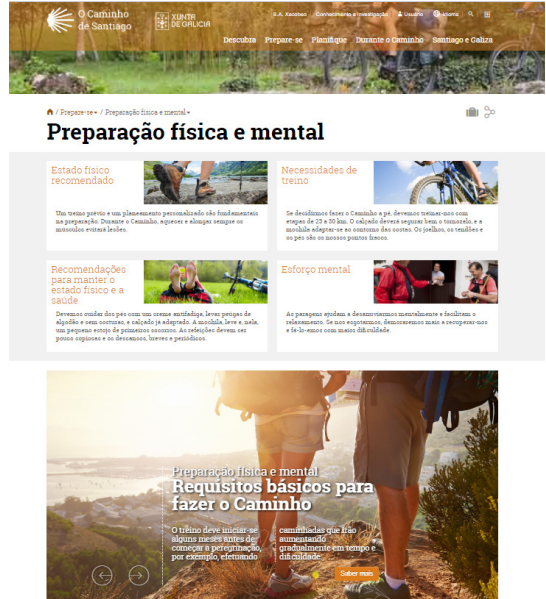 O Caminho
de Santiago
XUNTA
DE GALICIA
S.A. Xacobeo Conhecimento e investigação Usuário Idioma
Descubra Prepare-se Planifique Durante o Caminho Santiago e Galiza
/ Prepare-se / Preparação física e mental
Preparação física e mental
Estado físico
recomendado
Um treino prévio e um planeamento personalizado são fundamentais
na preparação. Durante o Caminho, aquecer e alongar sempre os
músculos evitará lesões.
Necessidades de
treino
Se decidirmos fazer o Caminho a pé, devemos treinar-nos com
etapas de 25 a 30 km. O calçado deverá segurar bem o tornozelo, e a
mochila adaptar-se ao contorno das costas. Os joelhos, os tendões e
os pés são os nossos pontos fracos.
Recomendações
para manter o
estado físico e a
saúde
Devemos cuidar dos pés com um creme antifadiga, levar peúgas de
algodão e sem costuras, e calçado já adaptado. A mochila, leve e, nela,
um pequeno estojo de primeiros socorros. As refeições devem ser
pouco copiosas e os descansos, breves e periódicos.
Esforço mental
As paragens ajudam a desanuviarmos mentalmente e facilitam o
relaxamento. Se nos esgotarmos, demoraremos mais a recuperar-nos
e fê-lo-emos com maior dificuldade.
Preparação física e mental
Requisitos básicos para
fazer o Caminho
O treino deve iniciar-se
alguns meses antes de
começar a peregrinação,
por exemplo, efetuando
caminhadas que irão
aumentando
gradualmente em tempo e
dificuldade
Saber mais